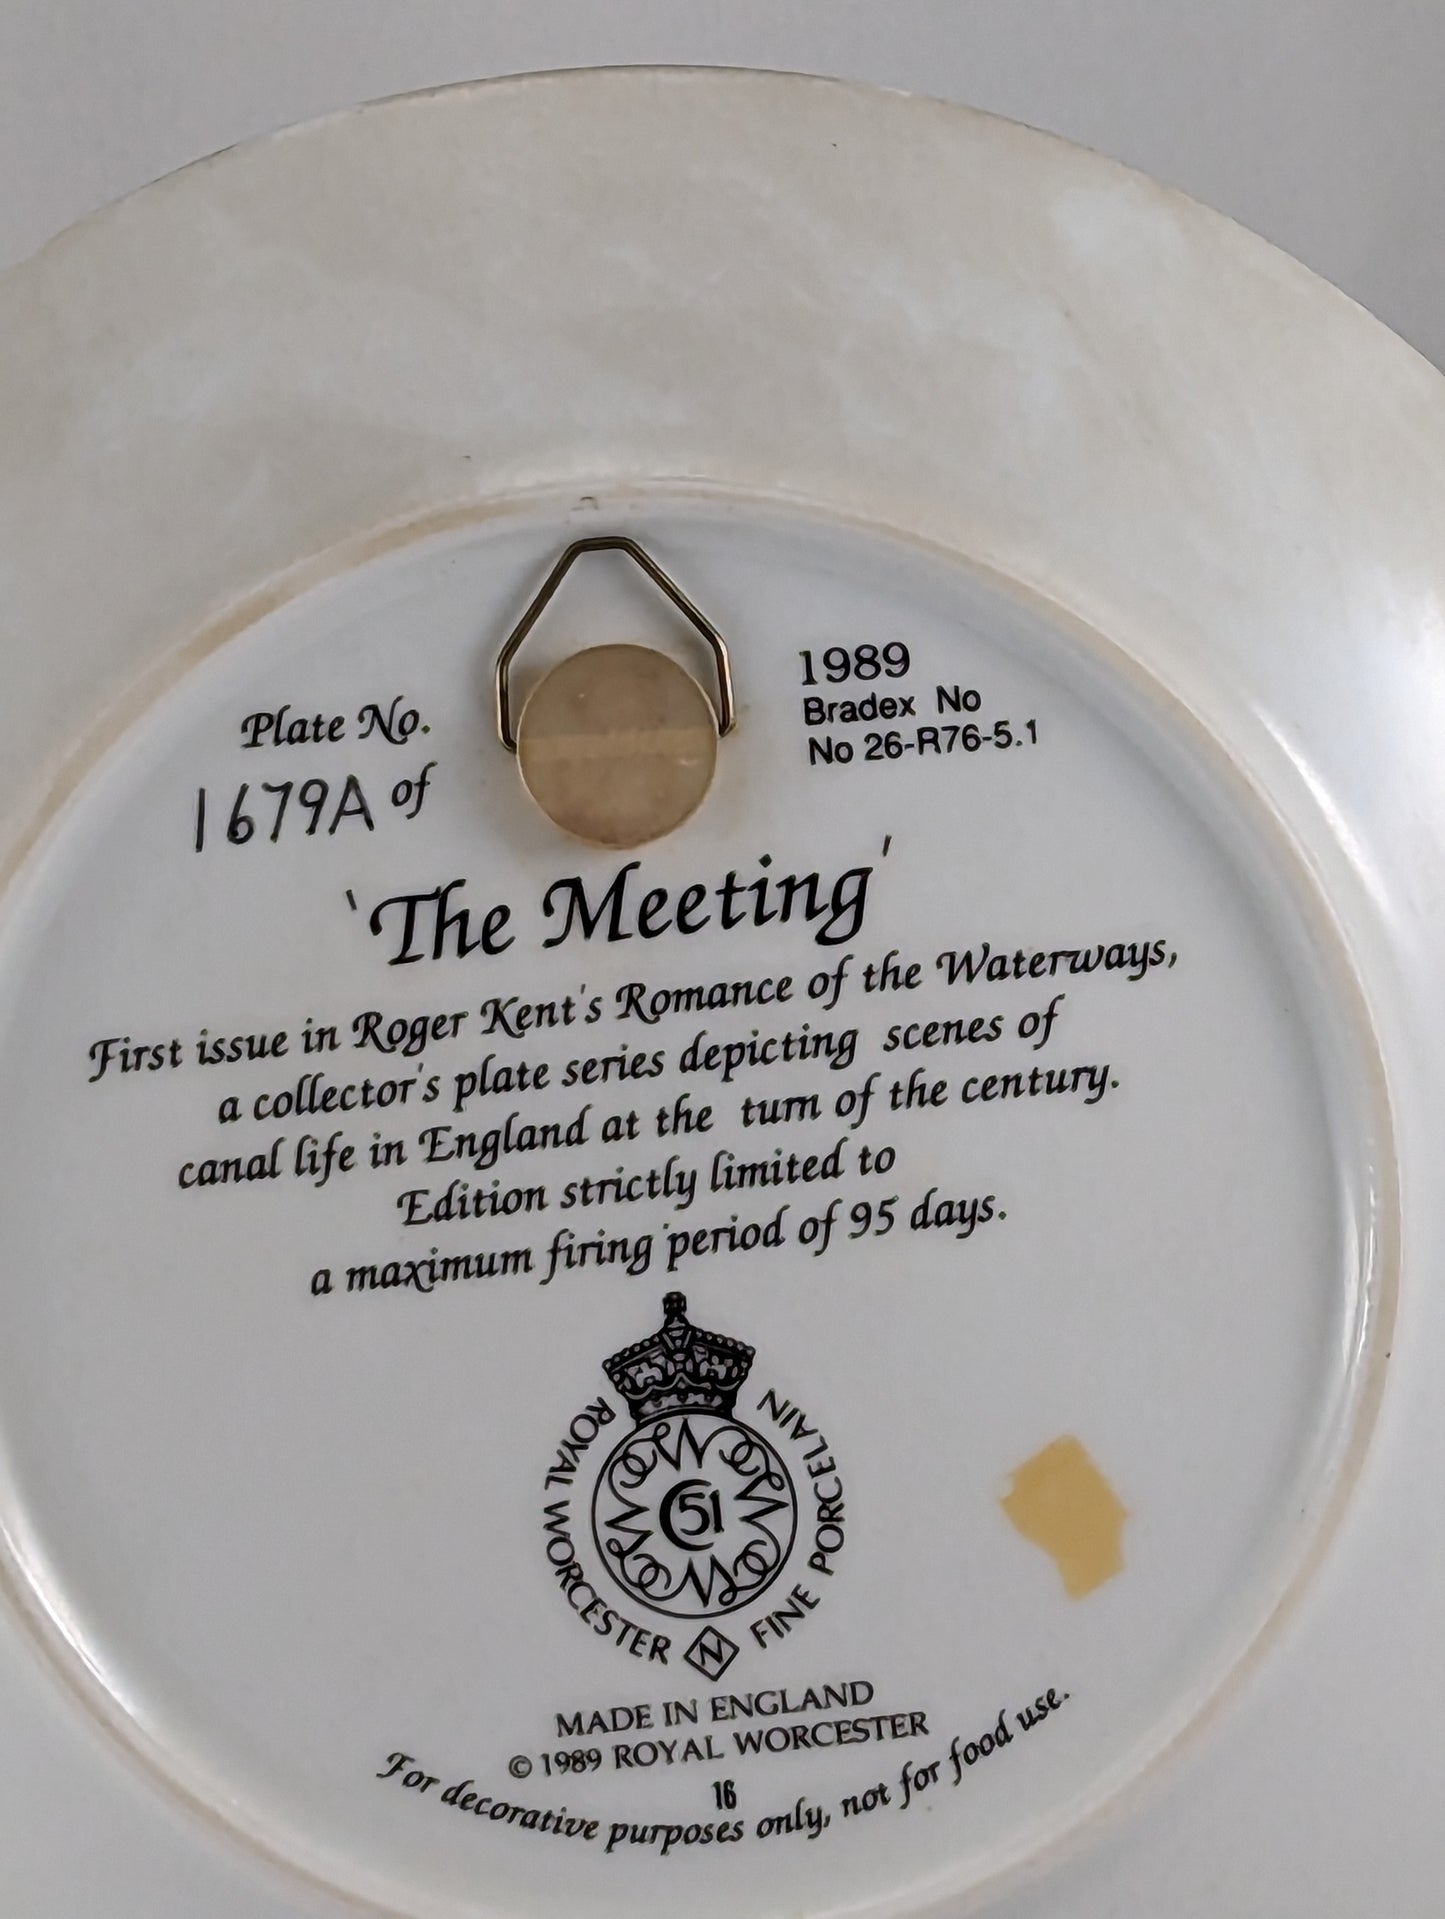 Plate No.
1679A of
1989
Bradex No
No 26-R76-5.1
'The Meeting'
First issue in Roger Kent's Romance of the Waterways,
a collector's plate series depicting scenes of
canal life in England at the turn of the century.
Edition strictly limited to
a maximum firing period of 95 days.
ROYAL WORCESTER N FINE PORCELAIN
C51
MADE IN ENGLAND
© 1989 ROYAL WORCESTER
16
For decorative purposes only, not for food use.